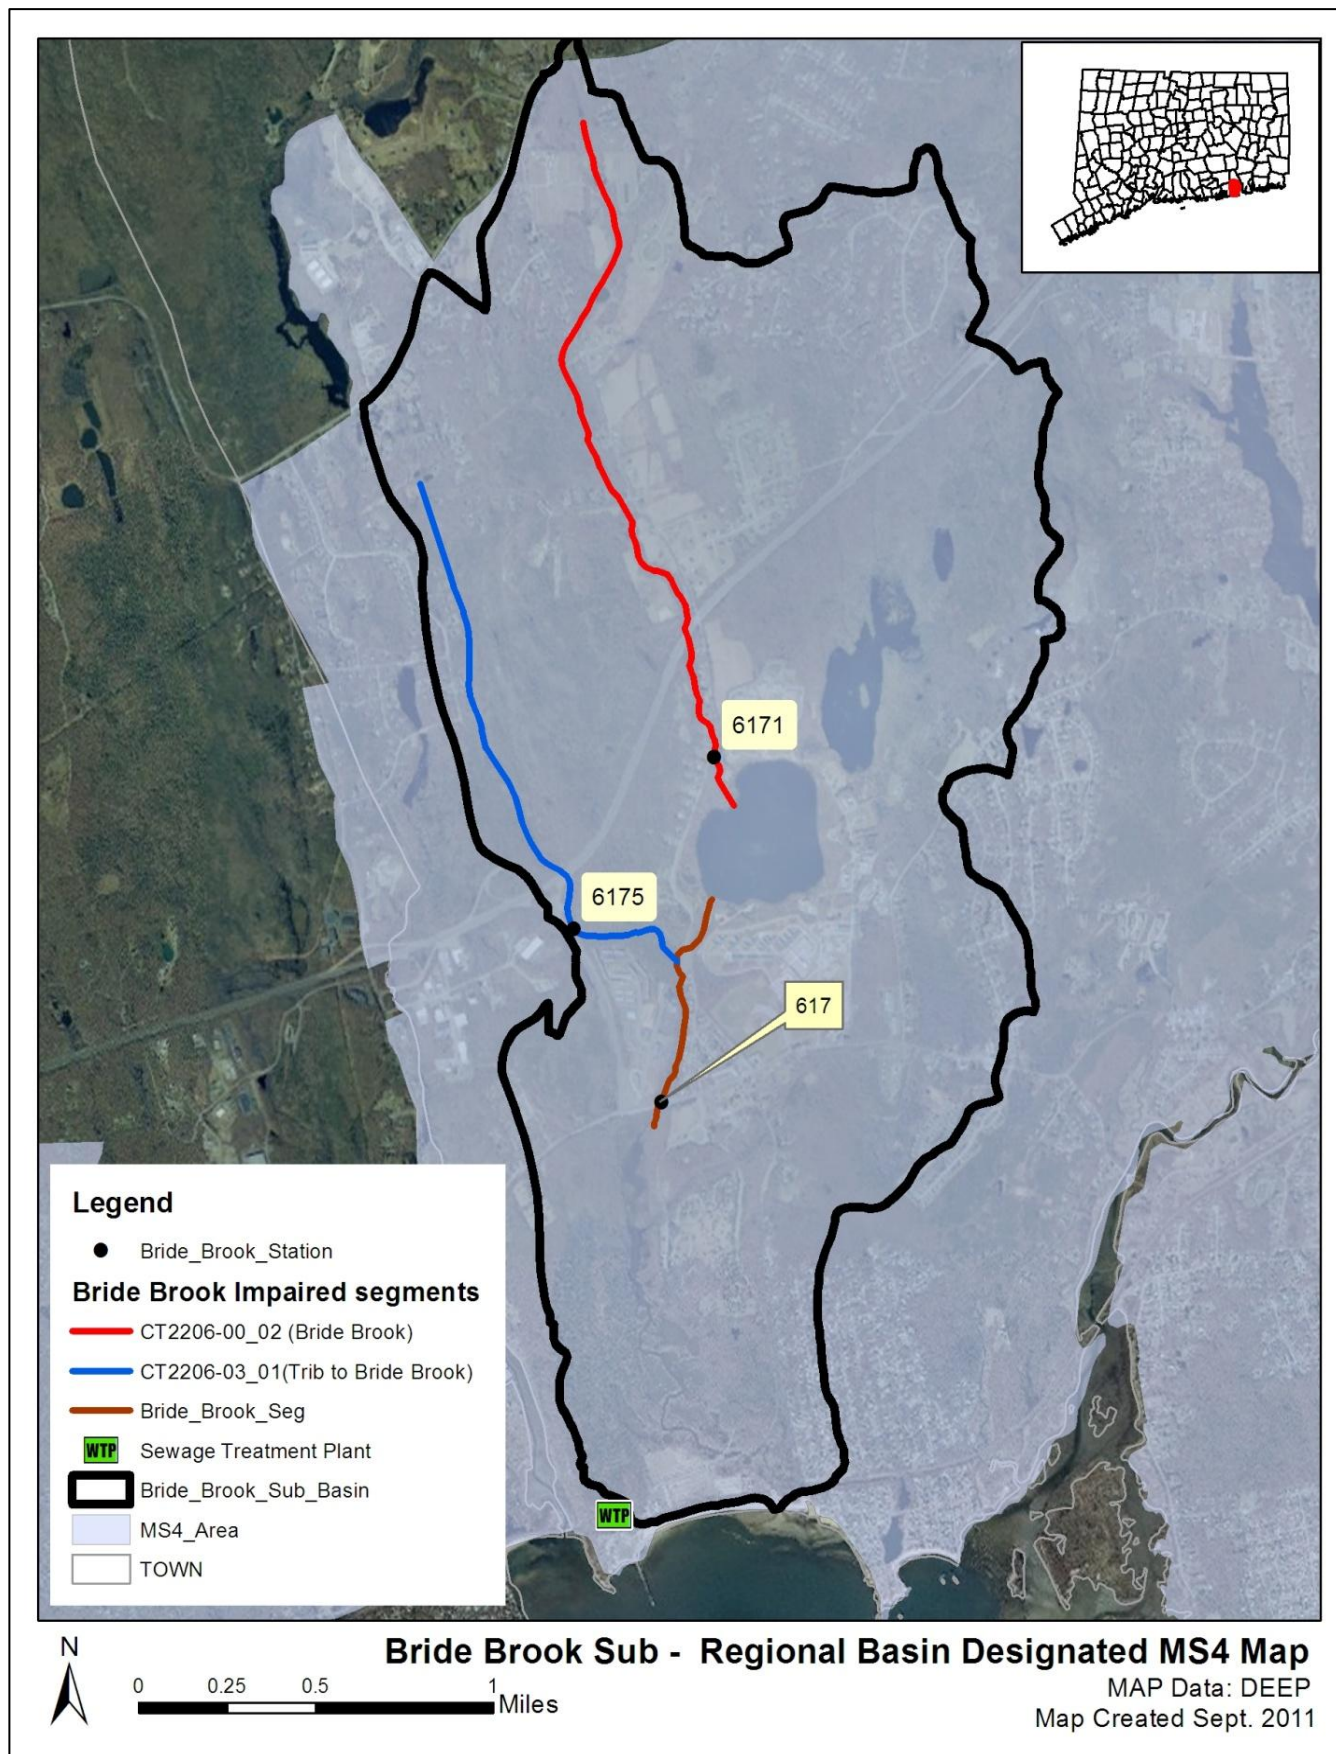 6171
6175
617
Legend
Bride_Brook_Station
Bride Brook Impaired segments
CT2206-00_02 (Bride Brook)
CT2206-03_01(Trib to Bride Brook)
Bride_Brook_Seg
WTP Sewage Treatment Plant
Bride_Brook_Sub_Basin
MS4_Area
TOWN
WTP
N
0 0.25 0.5 1
Miles
Bride Brook Sub - Regional Basin Designated MS4 Map
MAP Data: DEEP
Map Created Sept. 2011